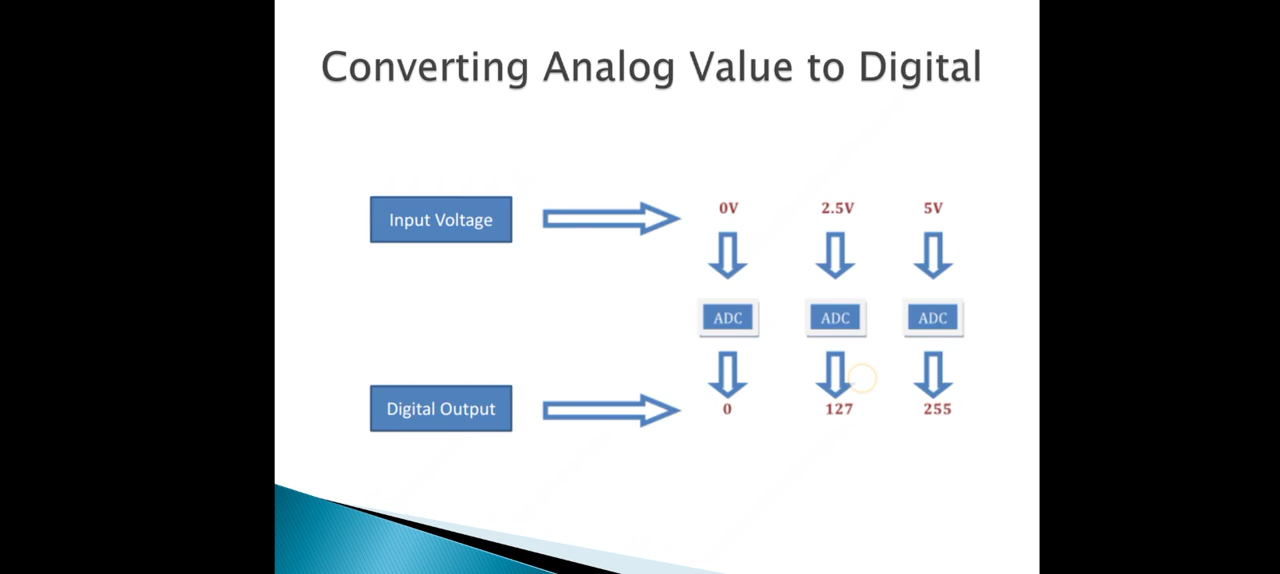 Converting Analog Value to Digital
Input Voltage
0V 2.5V 5V
ADC ADC ADC
Digital Output
0 127 255